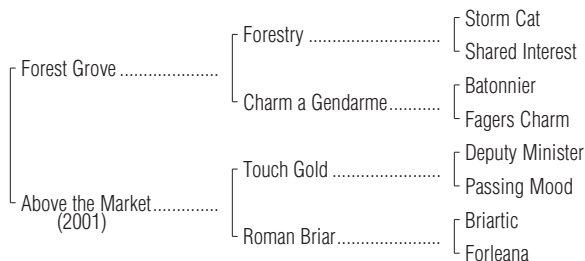 Storm Cat
Forestry ........................................
Shared Interest
Forest Grove ......................
Batonnier
Charm a Gendarme...............
Fagers Charm
Deputy Minister
Touch Gold .................................
Passing Mood
Above the Market..............
(2001)
Briartic
Roman Briar................................
Forleana